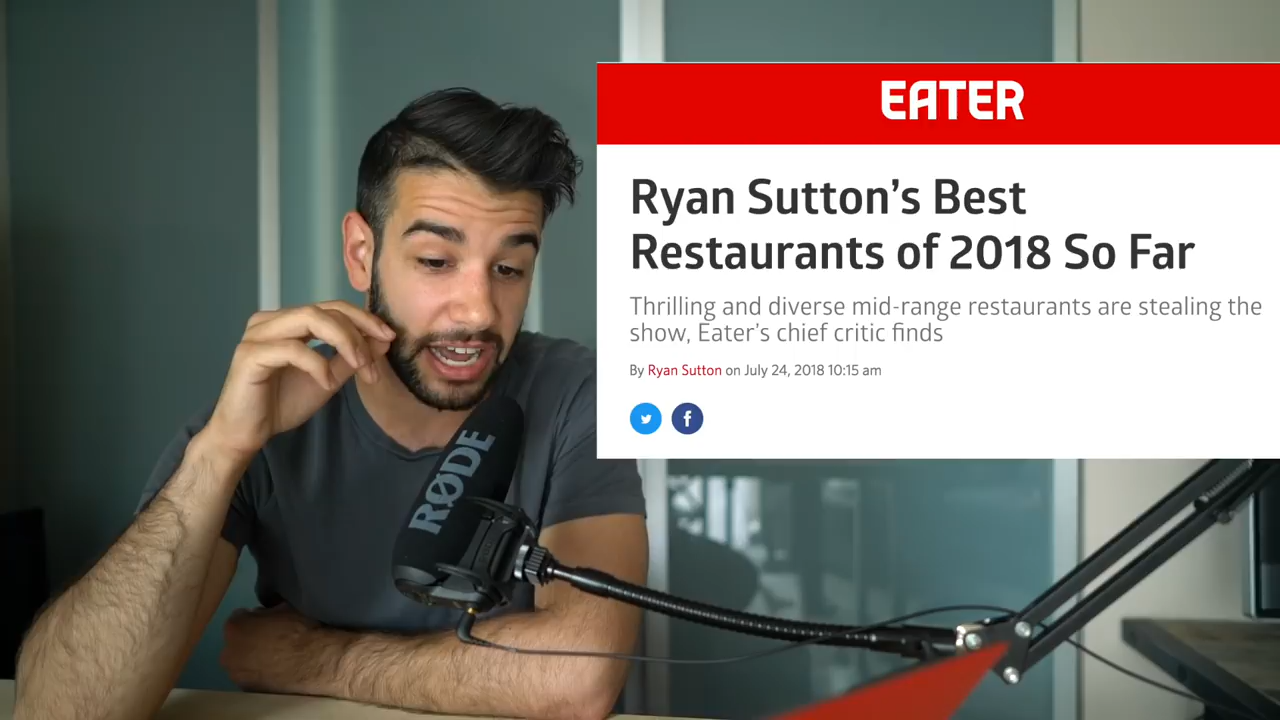 EATER
Ryan Sutton’s Best
Restaurants of 2018 So Far
Thrilling and diverse mid-range restaurants are stealing the
show, Eater’s chief critic finds
By Ryan Sutton on July 24, 2018 10:15 am
RØDE